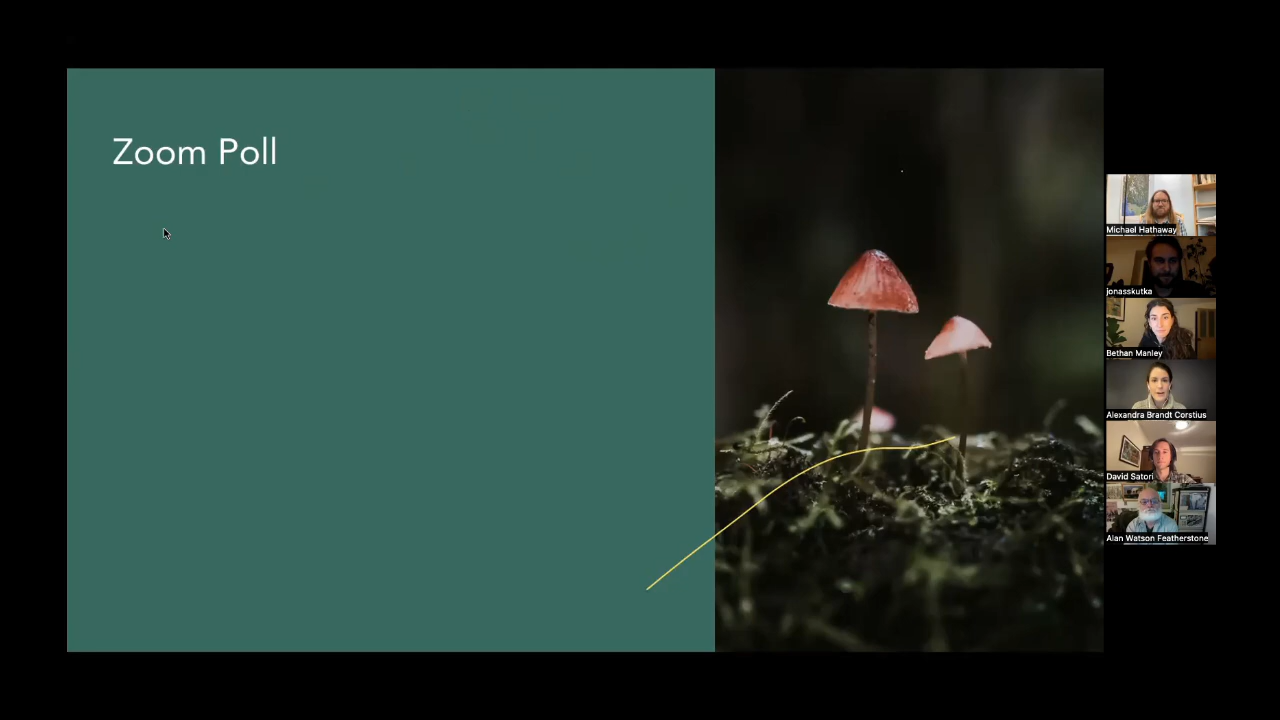 Zoom Poll
Michael Hathaway
jonasskutka
Bethan Manley
Alexandra Brandt Corstius
David Satori
Alan Watson Featherstone